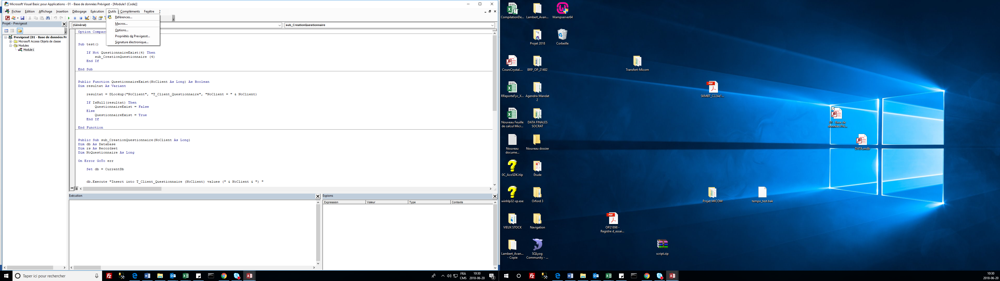 Microsoft Visual Basic pour Applications - 01 - Base de données Prévigest - [Module1 (Code)]
Fichier Edition Affichage Insertion Débogage Exécution Outils Compléments Fenêtre ?
Références...
Macros...
Options...
Propriétés de Previgesst...
Signature électronique...
Projet - Previgesst
Previgesst (01 - Base de données Pr
Microsoft Access Objets de classe
Modules
Module1
(Général)
sub_CreationQuestionnaire
Option Compare
Sub test()
If Not QuestionnaireExist(4) Then
sub_CreationQuestionnaire (4)
End If
End Sub
Public Function QuestionnaireExist(NoClient As Long) As Boolean
Dim resultat As Variant
resultat = DLookup("NoClient", "T_Client_Questionnaire", "NoClient = " & NoClient)
If IsNull(resultat) Then
QuestionnaireExist = False
Else
QuestionnaireExist = True
End If
End Function
Public Sub sub_CreationQuestionnaire(NoClient As Long)
Dim db As Database
Dim rs As Recordset
Dim NoQuestionnaire As Long
On Error GoTo err
Set db = CurrentDb
db.Execute "Insert into T_Client_Questionnaire (NoClient) values (" & NoClient & ") "
Exécution
Espions
Expression Valeur Type Contexte
Taper ici pour rechercher
FRA
CMS
10:30
2018-06-20
2
CompilationDe...
Lambert_Avan...
Wampserver64
Projet 2018
Corbeille
CoursCrystal....
BRP_OP_21482
Transfert-Micom
RReporteFyc_X...
Agendrix Mandat
2
PDF
SKMBT_C224e1...
Nouveau Feuille
de calcul Micr...
DATA FINALES
SOCRAT
01 - Base de
données Pré...
Nouveau
docume...
Nouveau dossier
DATA.mdb
0C_AcoSDK.hlp
Étude
winhlp32-xp.exe
Orford 3
Projet MICOM
tempo_test.bak
VIEUX STOCK
Navigation
PDF
OP21898 -
Registre d_essai...
Lambert_Avan...
- Copie
SQLyog
Community - ...
script.zip
10:30
2018-06-20